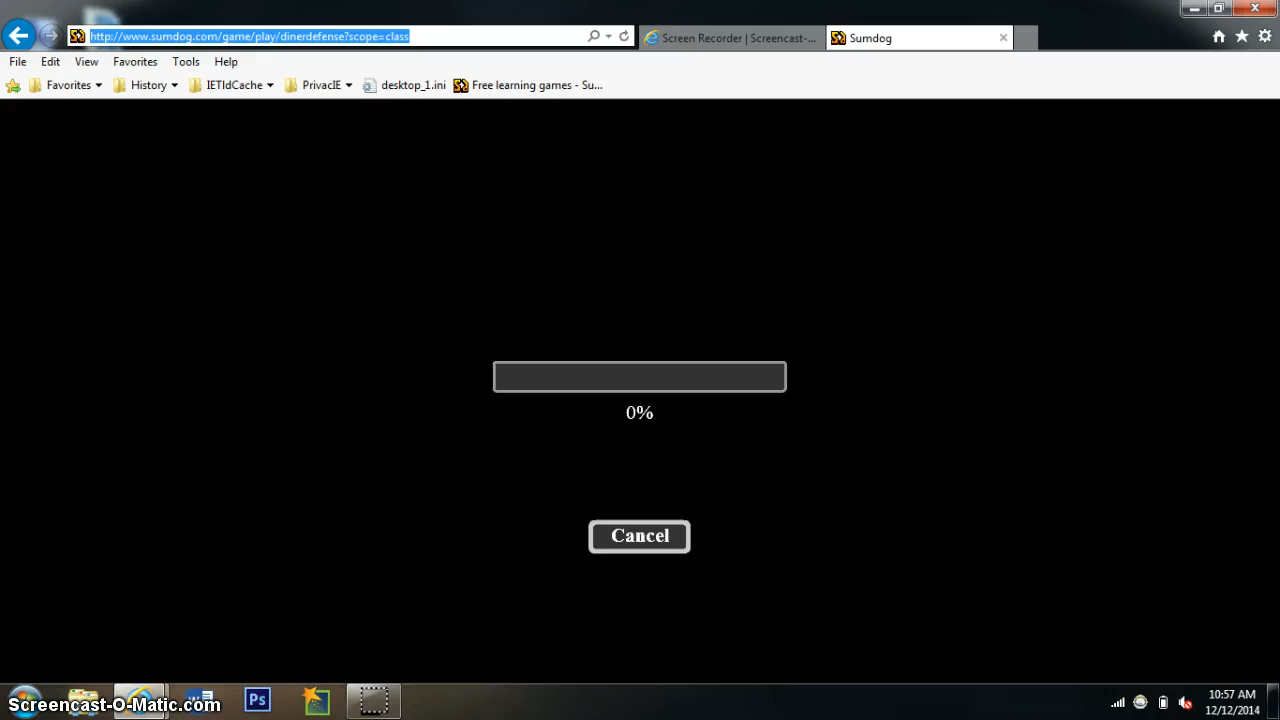 http://www.sumdog.com/game/play/dinerdefense?scope=class
Screen Recorder | Screencast-...
Sumdog
File Edit View Favorites Tools Help
Favorites History IETldCache PrivacIE desktop_1.ini Free learning games - Su...
0%
Cancel
Ps
10:57 AM
12/12/2014
Screencast-O-Matic.com